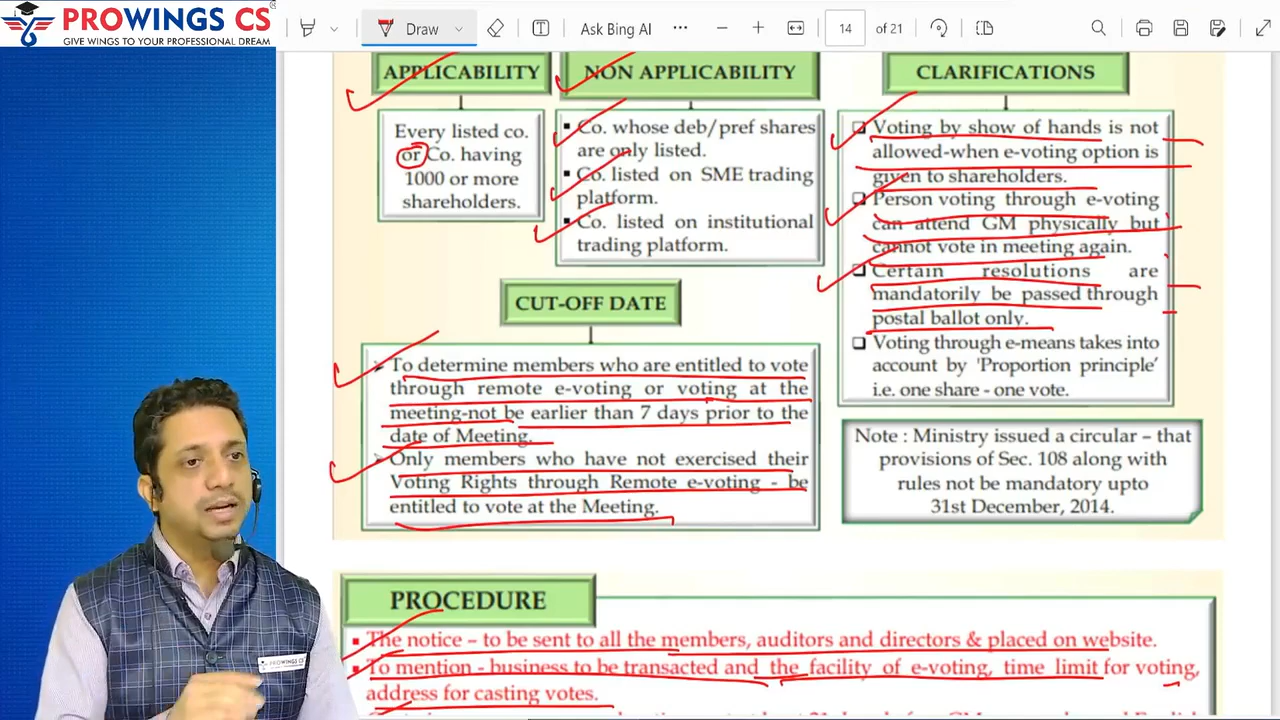 PROWINGS CS
GIVE WINGS TO YOUR PROFESSIONAL DREAM
Draw
Ask Bing AI
14
of 21
APPLICABILITY
Every listed co.
or Co. having
1000 or more
shareholders.
NON APPLICABILITY
▪ Co. whose deb/pref shares
are only listed.
▪ Co. listed on SME trading
platform.
▪ Co. listed on institutional
trading platform.
CLARIFICATIONS
❑ Voting by show of hands is not
allowed-when e-voting option is
given to shareholders.
❑ Person voting through e-voting
can attend GM physically but
cannot vote in meeting again.
❑ Certain resolutions are
mandatorily be passed through
postal ballot only.
❑ Voting through e-means takes into
account by 'Proportion principle'
i.e. one share - one vote.
CUT-OFF DATE
➢ To determine members who are entitled to vote
through remote e-voting or voting at the
meeting-not be earlier than 7 days prior to the
date of Meeting.
➢ Only members who have not exercised their
Voting Rights through Remote e-voting - be
entitled to vote at the Meeting.
Note : Ministry issued a circular – that
provisions of Sec. 108 along with
rules not be mandatory upto
31st December, 2014.
PROCEDURE
▪ The notice – to be sent to all the members, auditors and directors & placed on website.
▪ To mention - business to be transacted and the facility of e-voting, time limit for voting,
address for casting votes.
PROWINGS CS